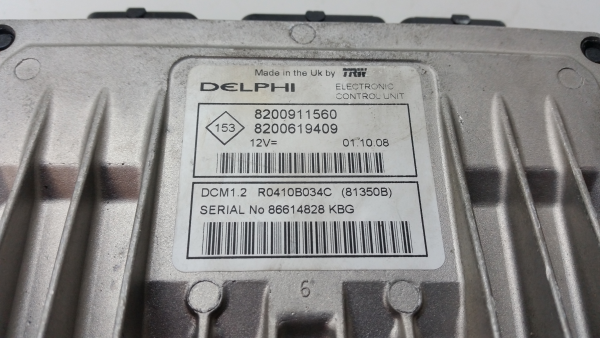 Made in the Uk by TRW
DELPHI
ELECTRONIC
CONTROL UNIT
153
8200911560
8200619409
12V=
01.10.08
DCM1.2 R0410B034C (81350B)
SERIAL No 86614828 KBG
6